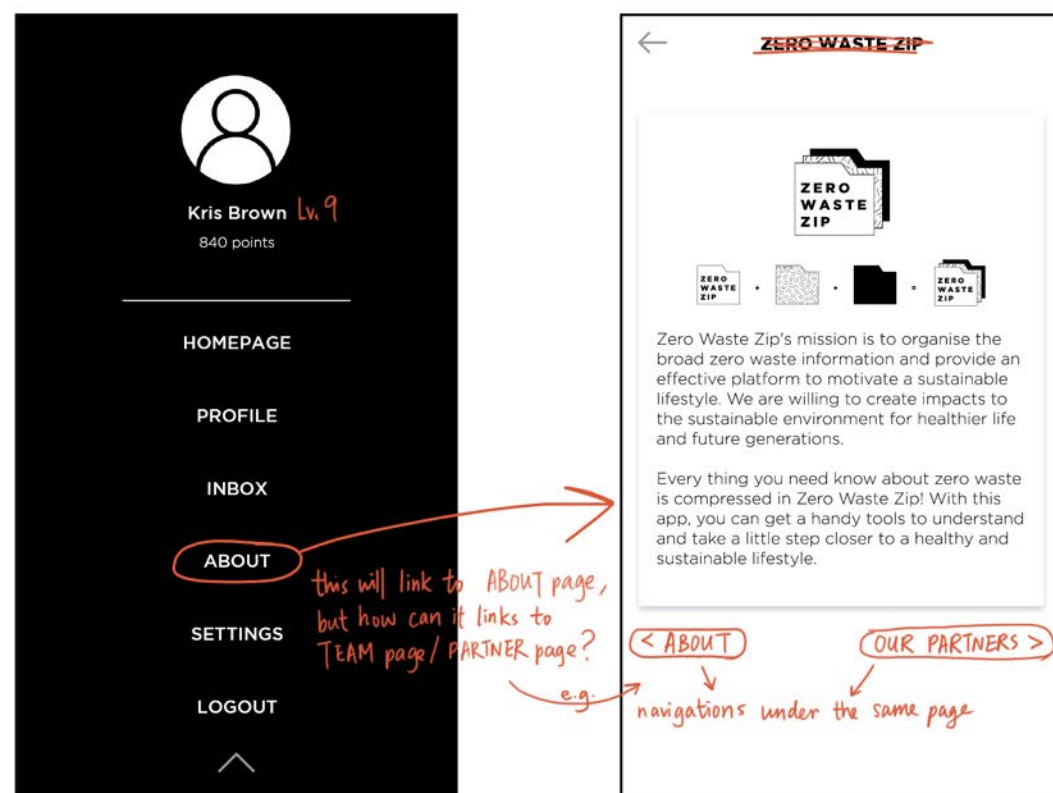 Kris Brown Lv. 9
840 points
HOMEPAGE
PROFILE
INBOX
ABOUT
SETTINGS
LOGOUT
this will link to ABOUT page,
but how can it links to
TEAM page / PARTNER page?
e.g.
←
ZERO WASTE ZIP
ZERO
WASTE
ZIP
ZERO
WASTE
ZIP
+
+
=
ZERO
WASTE
ZIP
Zero Waste Zip's mission is to organise the
broad zero waste information and provide an
effective platform to motivate a sustainable
lifestyle. We are willing to create impacts to
the sustainable environment for healthier life
and future generations.
Every thing you need know about zero waste
is compressed in Zero Waste Zip! With this
app, you can get a handy tools to understand
and take a little step closer to a healthy and
sustainable lifestyle.
< ABOUT
OUR PARTNERS >
navigations under the same page